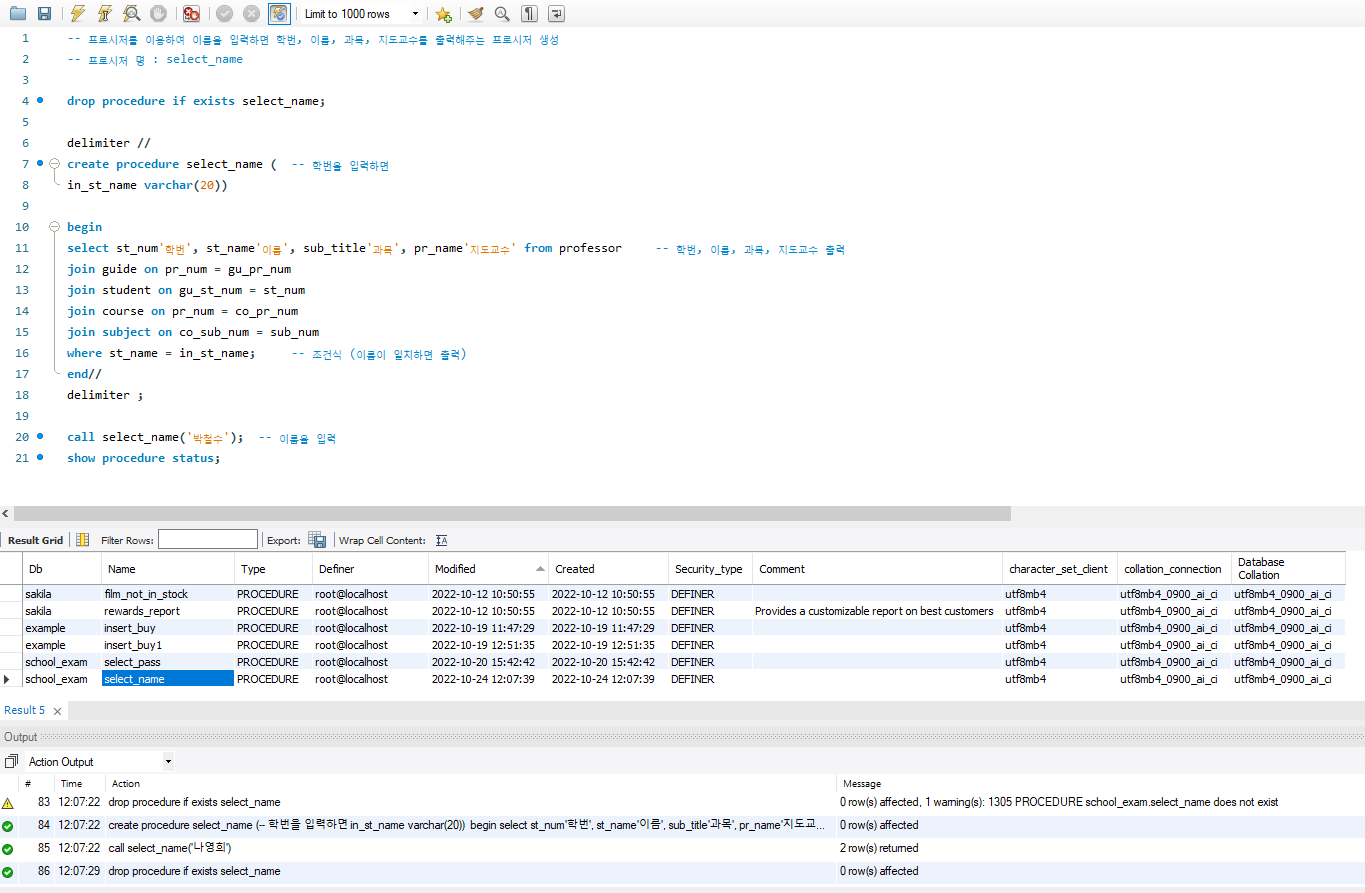 Limit to 1000 rows
1 -- 프로시저를 이용하여 이름을 입력하면 학번, 이름, 과목, 지도교수를 출력해주는 프로시저 생성
2 -- 프로시저 명 : select_name
3
4 drop procedure if exists select_name;
5
6 delimiter //
7 create procedure select_name ( -- 학번을 입력하면
8 in_st_name varchar(20))
9
10 begin
11 select st_num'학번', st_name'이름', sub_title'과목', pr_name'지도교수' from professor -- 학번, 이름, 과목, 지도교수 출력
12 join guide on pr_num = gu_pr_num
13 join student on gu_st_num = st_num
14 join course on pr_num = co_pr_num
15 join subject on co_sub_num = sub_num
16 where st_name = in_st_name; -- 조건식 (이름이 일치하면 출력)
17 end//
18 delimiter ;
19
20 call select_name('박철수'); -- 이름을 입력
21 show procedure status;
Result Grid Filter Rows: Export: Wrap Cell Content:
Db Name Type Definer Modified Created Security_type Comment character_set_client collation_connection Database Collation
sakila film_not_in_stock PROCEDURE root@localhost 2022-10-12 10:50:55 2022-10-12 10:50:55 DEFINER utf8mb4 utf8mb4_0900_ai_ci utf8mb4_0900_ai_ci
sakila rewards_report PROCEDURE root@localhost 2022-10-12 10:50:55 2022-10-12 10:50:55 DEFINER Provides a customizable report on best customers utf8mb4 utf8mb4_0900_ai_ci utf8mb4_0900_ai_ci
example insert_buy PROCEDURE root@localhost 2022-10-19 11:47:29 2022-10-19 11:47:29 DEFINER utf8mb4 utf8mb4_0900_ai_ci utf8mb4_0900_ai_ci
example insert_buy1 PROCEDURE root@localhost 2022-10-19 12:51:35 2022-10-19 12:51:35 DEFINER utf8mb4 utf8mb4_0900_ai_ci utf8mb4_0900_ai_ci
school_exam select_pass PROCEDURE root@localhost 2022-10-20 15:42:42 2022-10-20 15:42:42 DEFINER utf8mb4 utf8mb4_0900_ai_ci utf8mb4_0900_ai_ci
school_exam select_name PROCEDURE root@localhost 2022-10-24 12:07:39 2022-10-24 12:07:39 DEFINER utf8mb4 utf8mb4_0900_ai_ci utf8mb4_0900_ai_ci
Result 5
Output
Action Output
# Time Action Message
83 12:07:22 drop procedure if exists select_name 0 row(s) affected, 1 warning(s): 1305 PROCEDURE school_exam.select_name does not exist
84 12:07:22 create procedure select_name (-- 학번을 입력하면 in_st_name varchar(20)) begin select st_num'학번', st_name'이름', sub_title'과목', pr_name'지도교... 0 row(s) affected
85 12:07:22 call select_name('나영희') 2 row(s) returned
86 12:07:29 drop procedure if exists select_name 0 row(s) affected